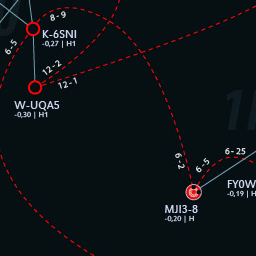 8 - 9
K-6SNI
-0,27 | H1
6 - 5
12 - 2
12 - 1
W-UQA5
-0,30 | H1
6 - 2
6 - 5
6 - 25
FY0W
-0,19 | H
MJI3-8
-0,20 | H